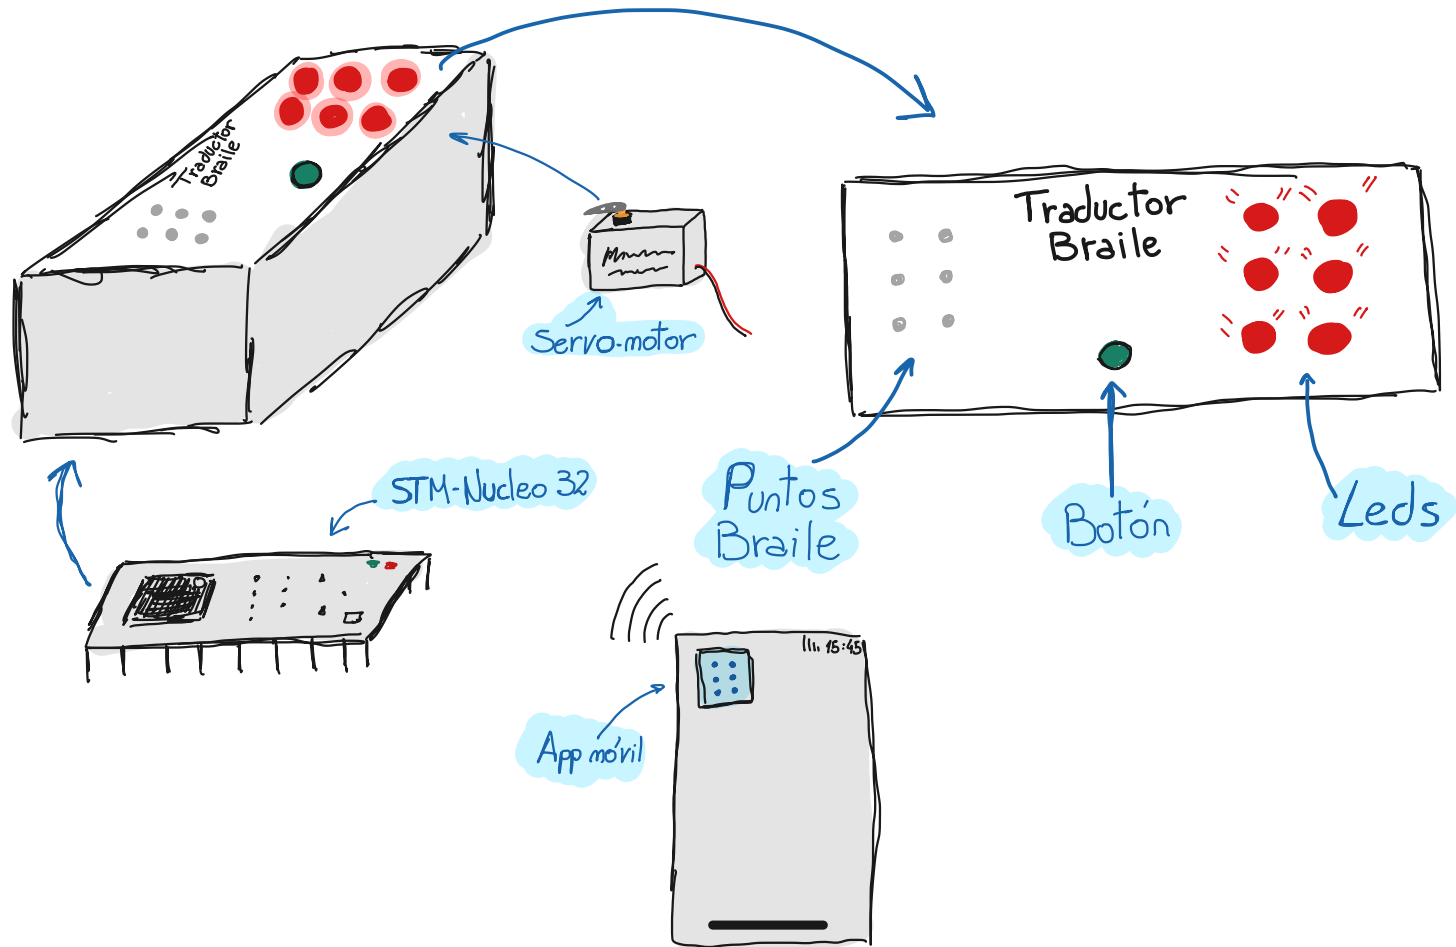 Traductor
Braile
Traductor
Braile
Servo-motor
STM-Nucleo 32
Puntos
Braile
Botón
Leds
15:45
App móvil